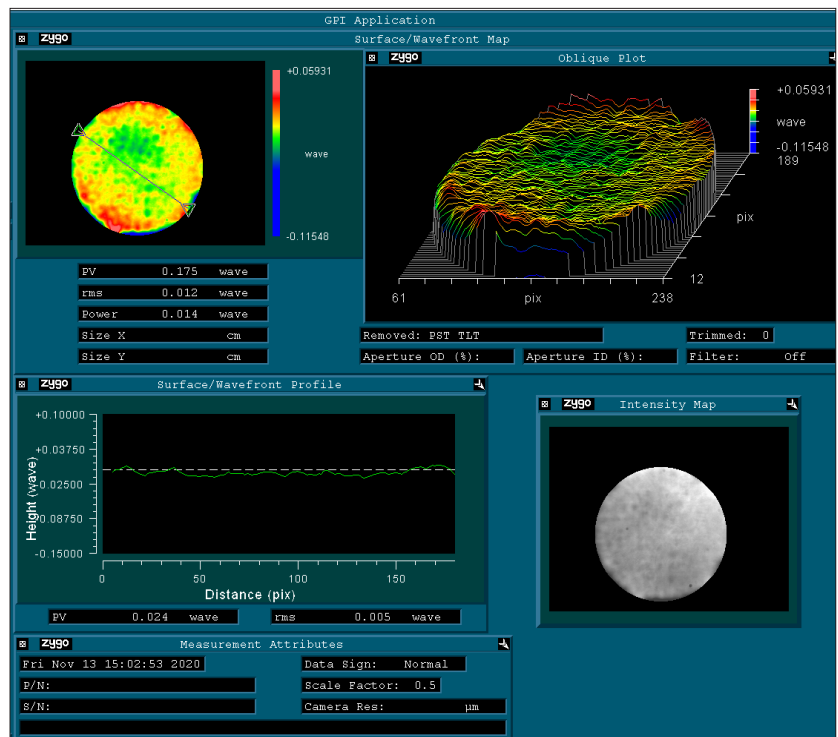 GPI Application
zygo Surface/Wavefront Map
+0.05931
wave
-0.11548
PV 0.175 wave
rms 0.012 wave
Power 0.014 wave
Size X cm
Size Y cm
zygo Oblique Plot
+0.05931
wave
-0.11548
189
pix
12
61 pix 238
Removed: PST TLT Trimmed: 0
Aperture OD (%): Aperture ID (%): Filter: Off
zygo Surface/Wavefront Profile
+0.10000
+0.03750
-0.02500
-0.08750
-0.15000
Height (wave)
0 50 100 150
Distance (pix)
PV 0.024 wave rms 0.005 wave
zygo Intensity Map
zygo Measurement Attributes
Fri Nov 13 15:02:53 2020 Data Sign: Normal
P/N: Scale Factor: 0.5
S/N: Camera Res: µm